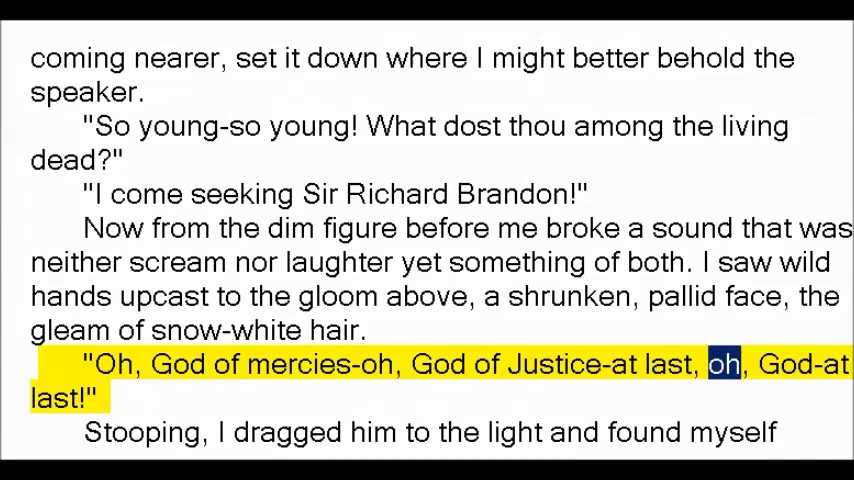 coming nearer, set it down where I might better behold the
speaker.
"So young-so young! What dost thou among the living
dead?"
"I come seeking Sir Richard Brandon!"
Now from the dim figure before me broke a sound that was
neither scream nor laughter yet something of both. I saw wild
hands upcast to the gloom above, a shrunken, pallid face, the
gleam of snow-white hair.
"Oh, God of mercies-oh, God of Justice-at last, oh, God-at
last!"
Stooping, I dragged him to the light and found myself